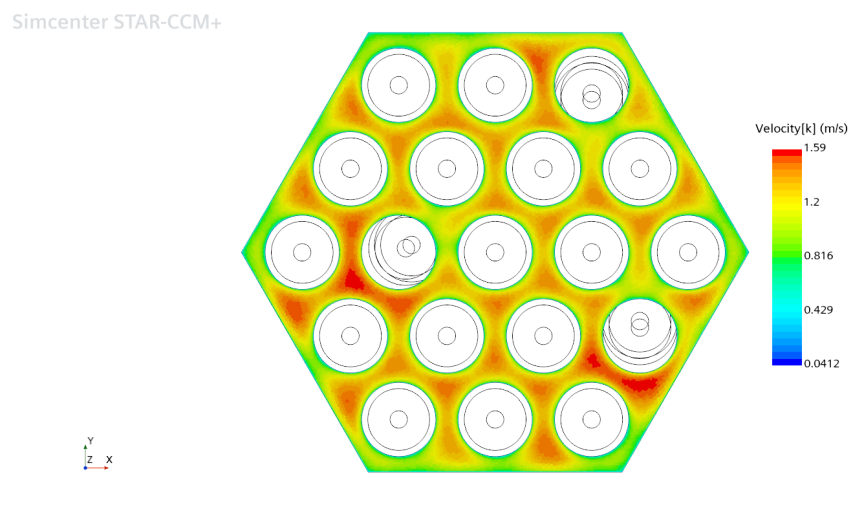 Simcenter STAR-CCM+
Velocity[k] (m/s)
1.59
1.2
0.816
0.429
0.0412
Y
Z X